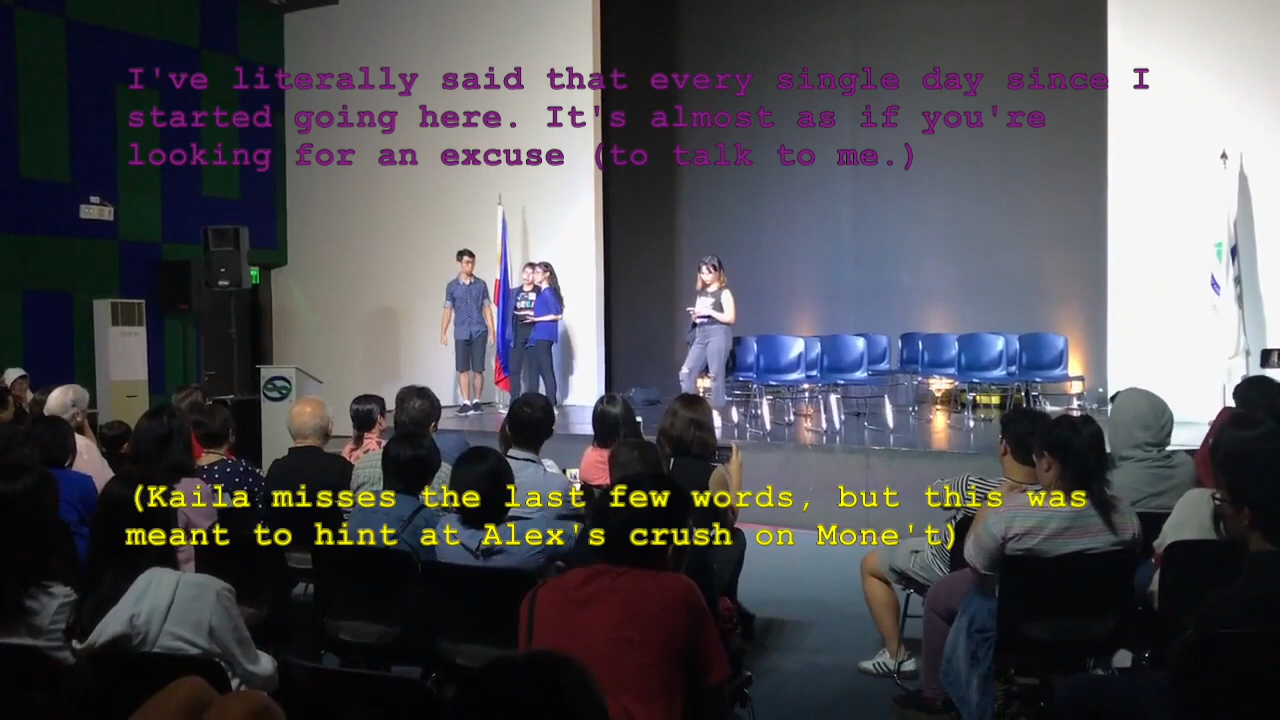 I've literally said that every single day since I
started going here. It's almost as if you're
looking for an excuse (to talk to me.)
(Kaila misses the last few words, but this was
meant to hint at Alex's crush on Mone't)